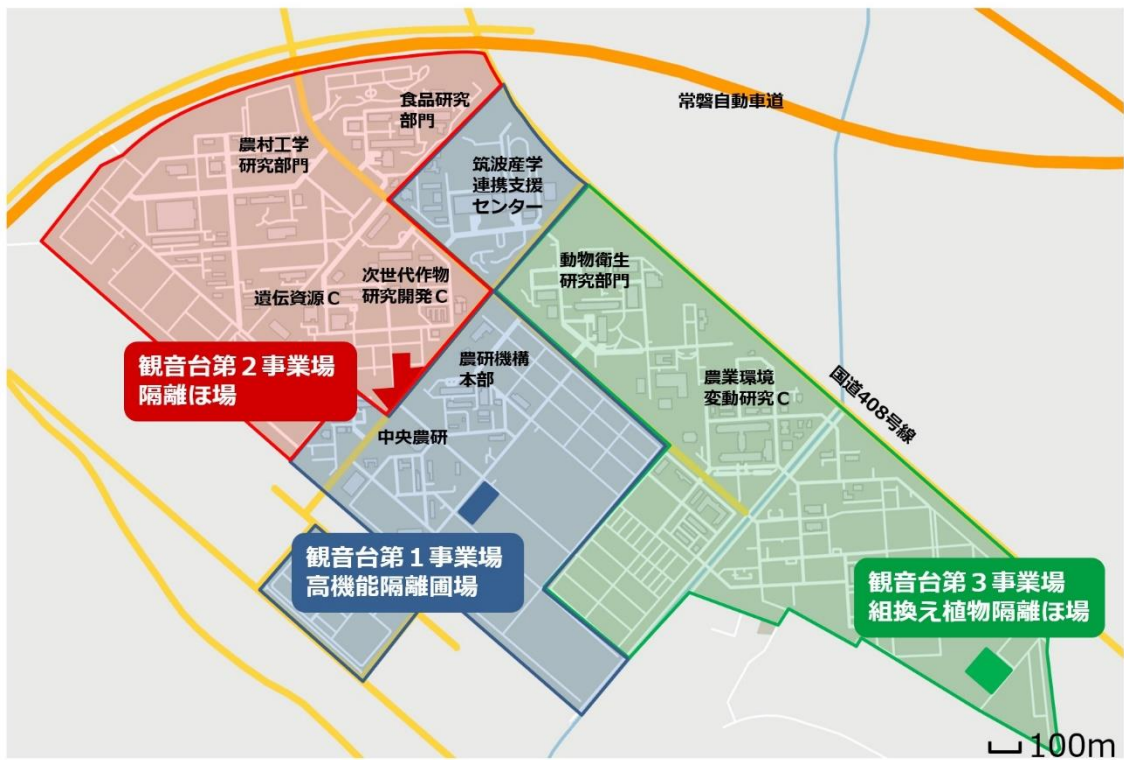 常磐自動車道
食品研究
部門
農村工学
研究部門
筑波産学
連携支援
センター
動物衛生
研究部門
次世代作物
研究開発C
遺伝資源C
観音台第２事業場
隔離ほ場
農研機構
本部
農業環境
変動研究C
国道408号線
中央農研
観音台第１事業場
高機能隔離圃場
観音台第３事業場
組換え植物隔離ほ場
100m